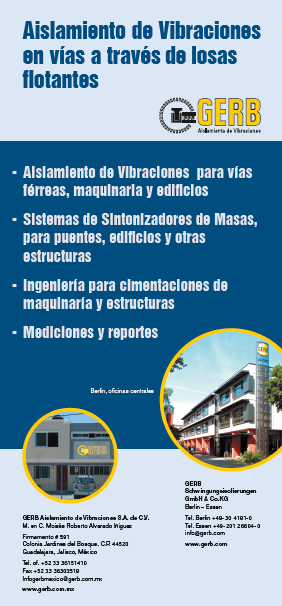 Aislamiento de Vibraciones
en vías a través de losas
flotantes
GERB
Aislamiento de Vibraciones
- Aislamiento de Vibraciones para vías
férreas, maquinaria y edificios
- Sistemas de Sintonizadores de Masas,
para puentes, edificios y otras
estructuras
- Ingeniería para cimentaciones de
maquinaria y estructuras
- Mediciones y reportes
Berlin, oficinas centrales
GERB
GERB
GERB Aislamiento de Vibraciones S.A. de C.V.
M. en C. Moisés Roberto Alvarado Iñiguez
Firmamento # 591
Colonia Jardines del Bosque. C.P. 44520
Guadalajara, Jalisco, México
Tel. of. +52 33 36151410
Fax +52 33 36303519
Infogerbmexico@gerb.com.mx
www.gerb.com.mx
GERB
Schwingungsisolierungen
GmbH & Co.KG
Berlin – Essen
Tel. Berlin +49-30 4191-0
Tel. Essen +49-201 26604-0
info@gerb.com
www.gerb.com